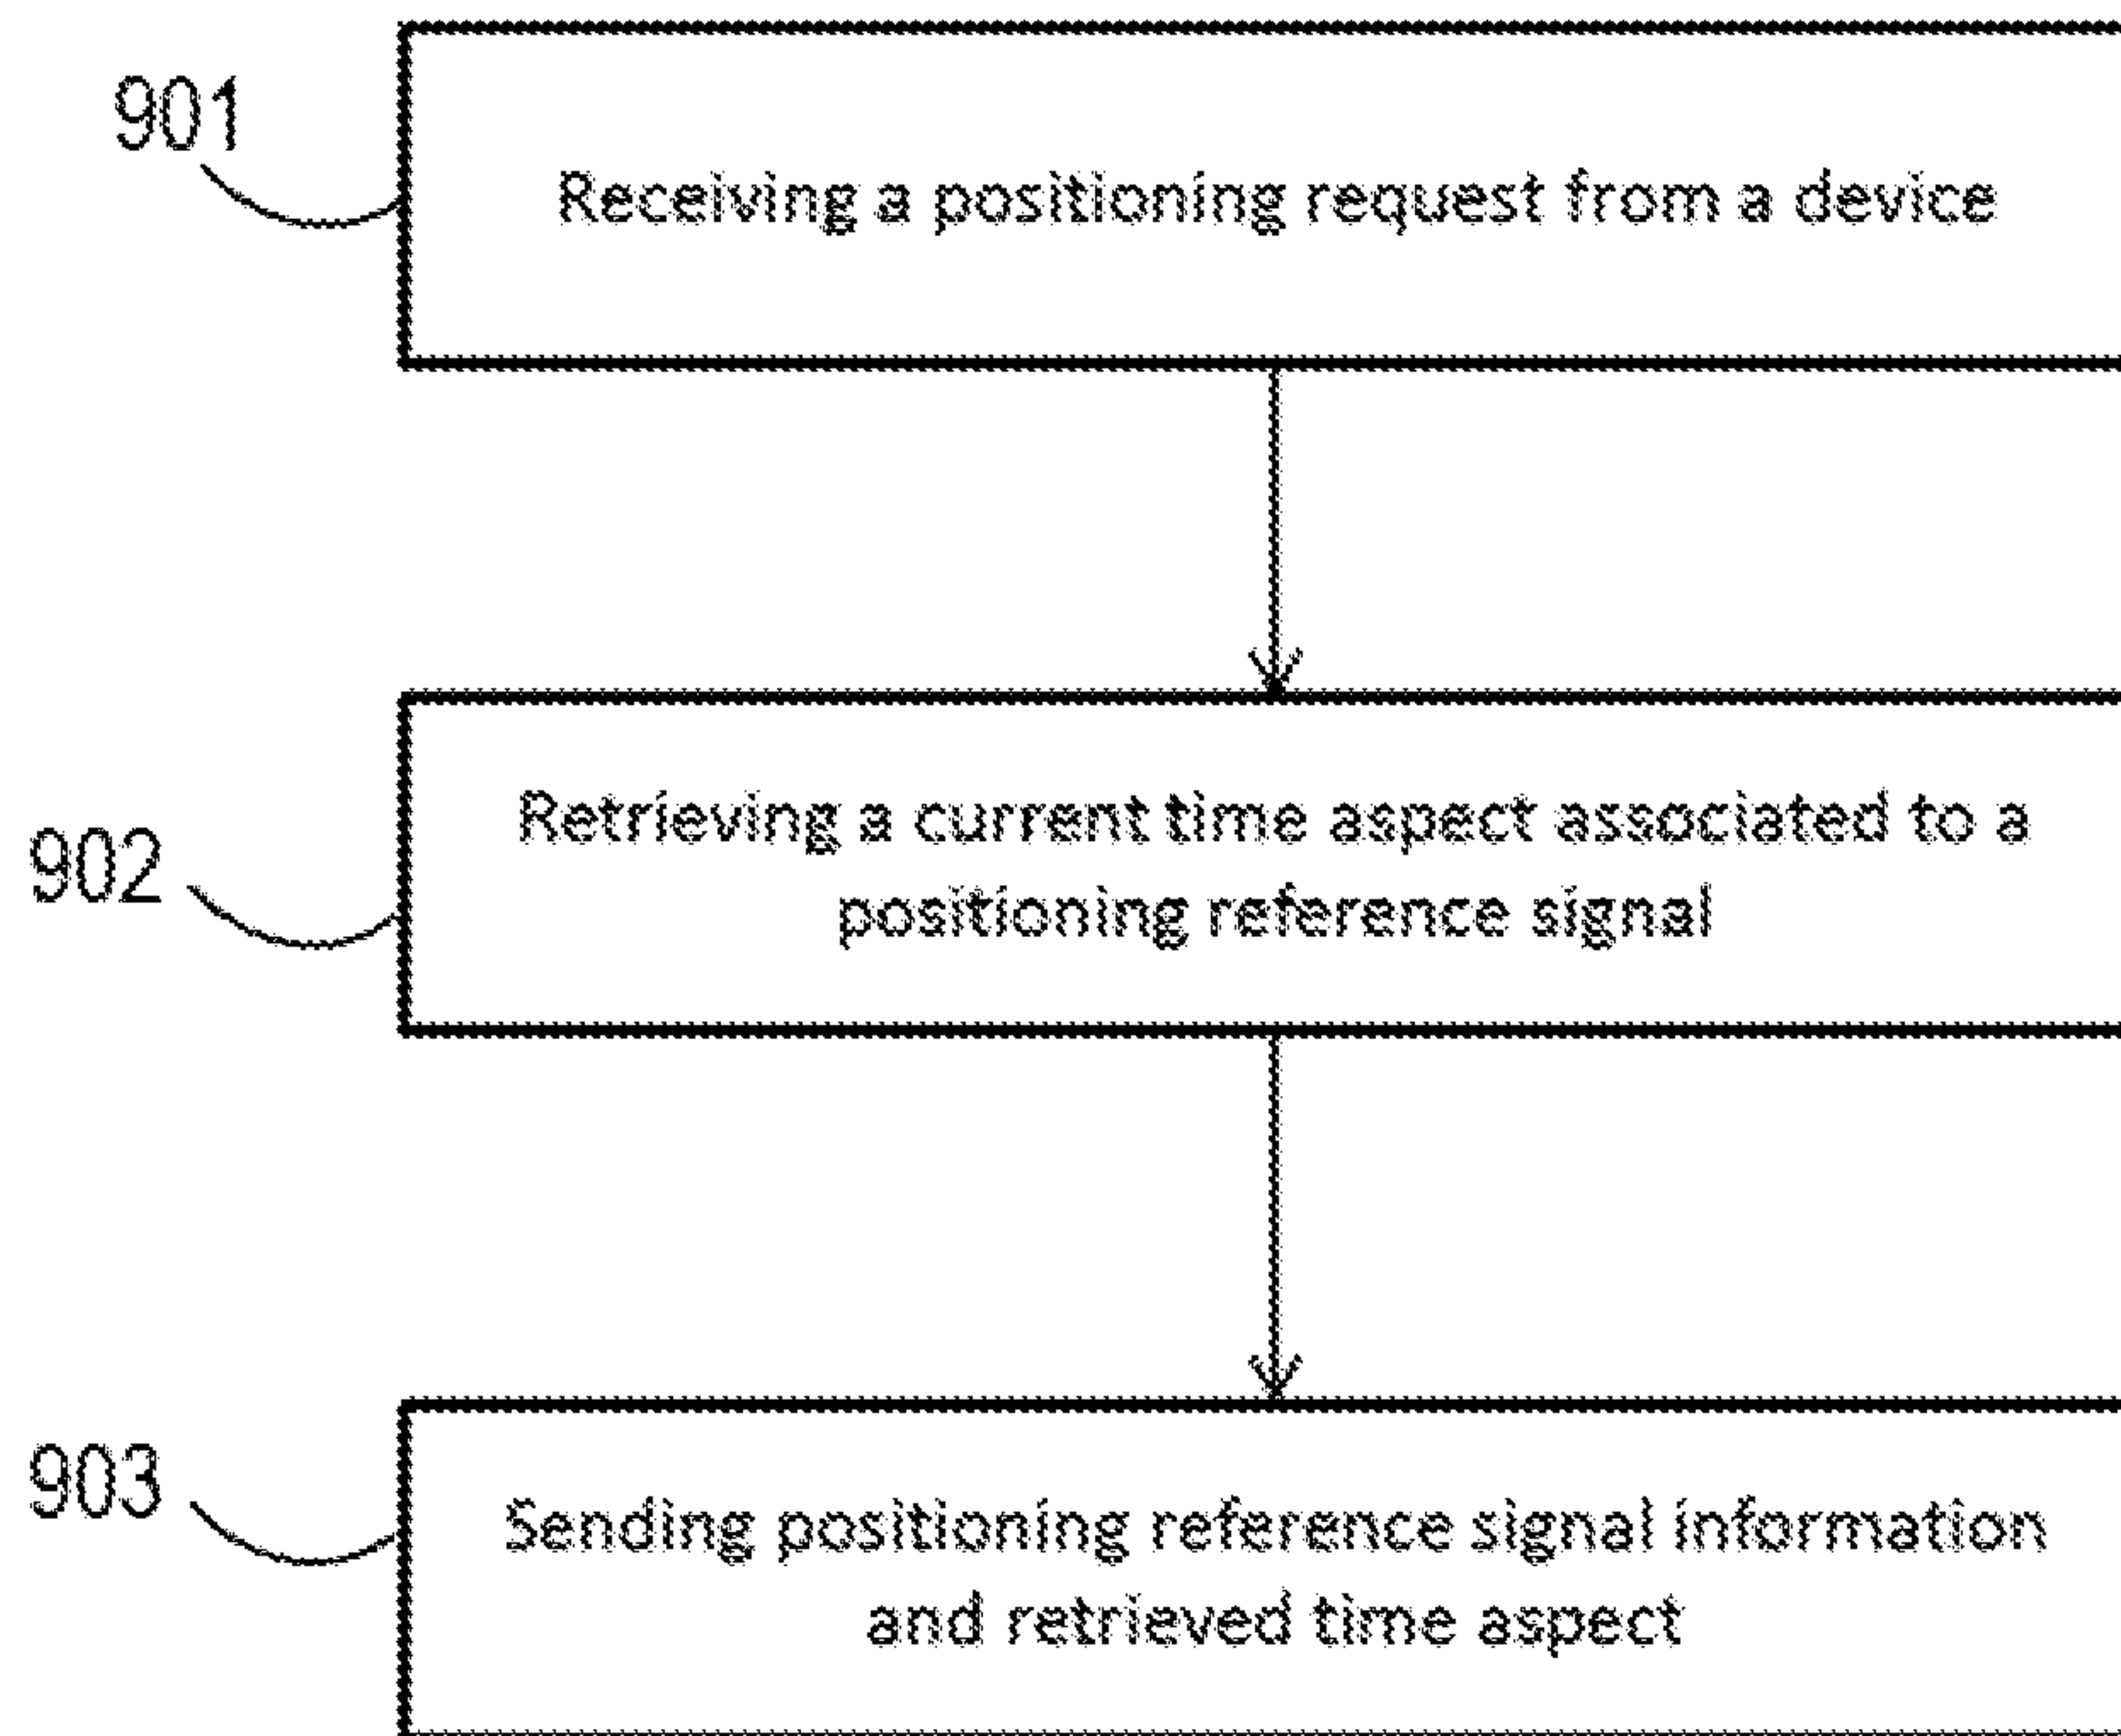 901
Receiving a positioning request from a device
902
Retrieving a current time aspect associated to a
positioning reference signal
903
Sending positioning reference signal information
and retrieved time aspect